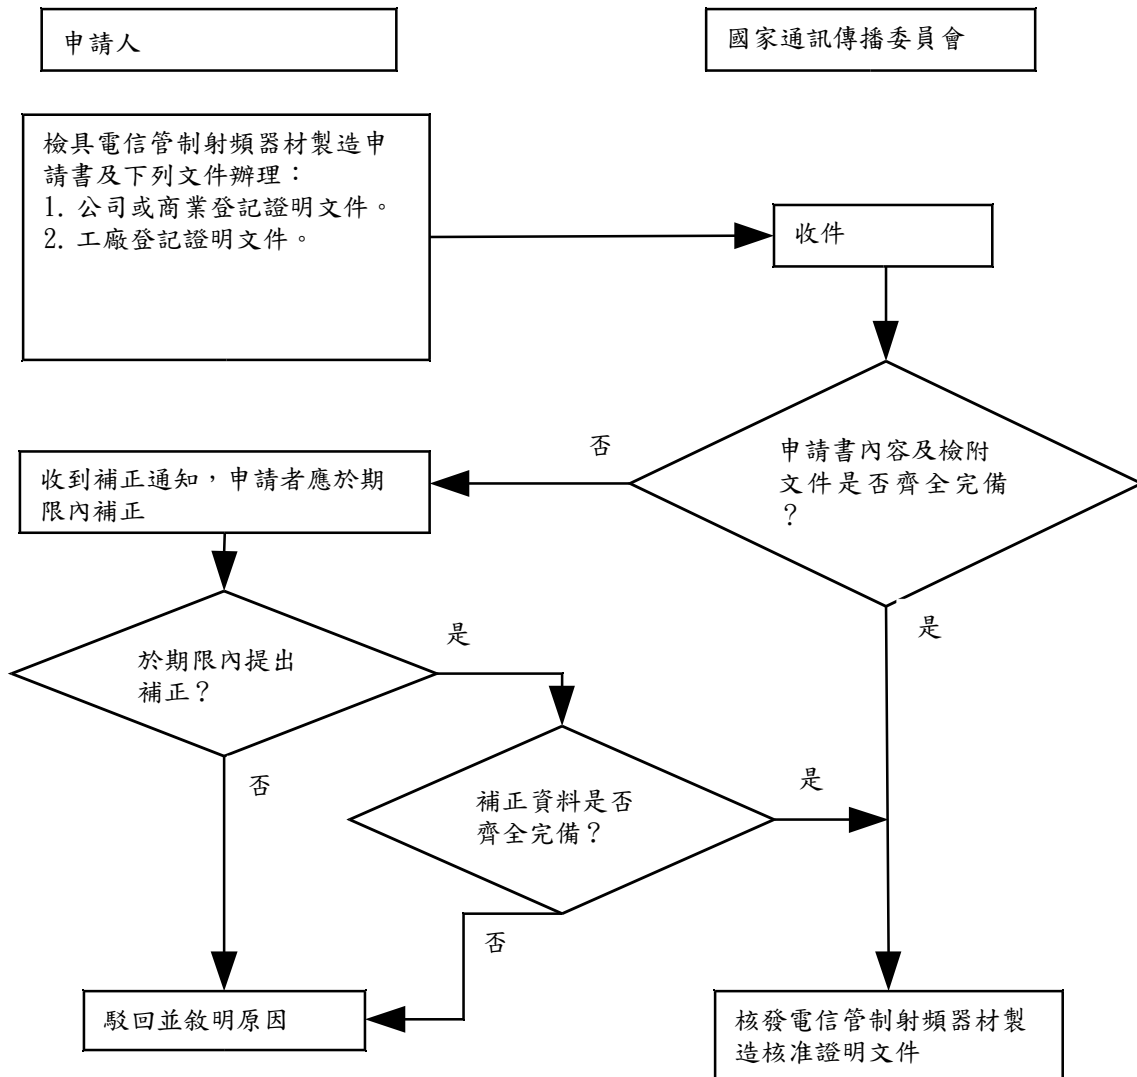 申請人
國家通訊傳播委員會
檢具電信管制射頻器材製造申
請書及下列文件辦理：
1. 公司或商業登記證明文件。
2. 工廠登記證明文件。
收件
申請書內容及檢附
文件是否齊全完備
？
否
收到補正通知，申請者應於期
限內補正
是
是
於期限內提出
補正？
否
是
補正資料是否
齊全完備？
否
駁回並敘明原因
核發電信管制射頻器材製
造核准證明文件